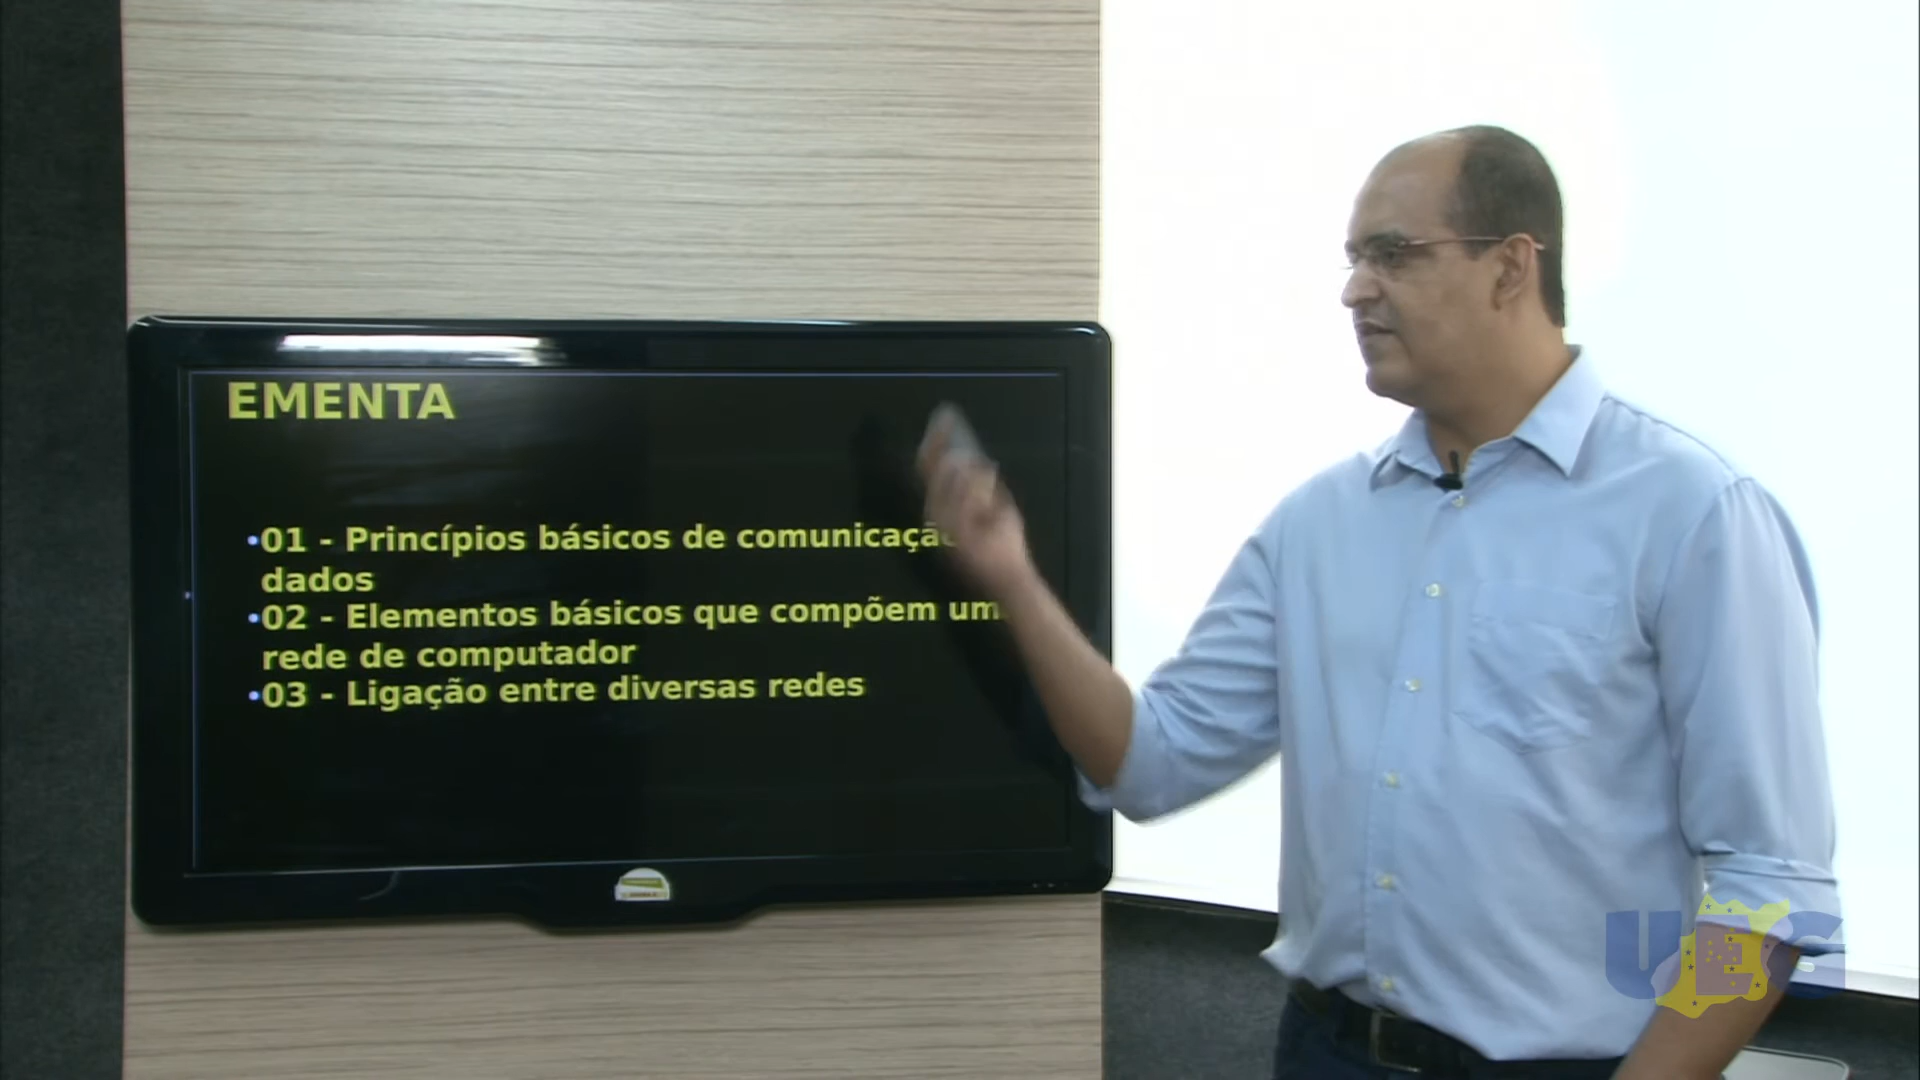 EMENTA
•01 - Princípios básicos de comunicação
dados
•02 - Elementos básicos que compõem um
rede de computador
•03 - Ligação entre diversas redes
UEG